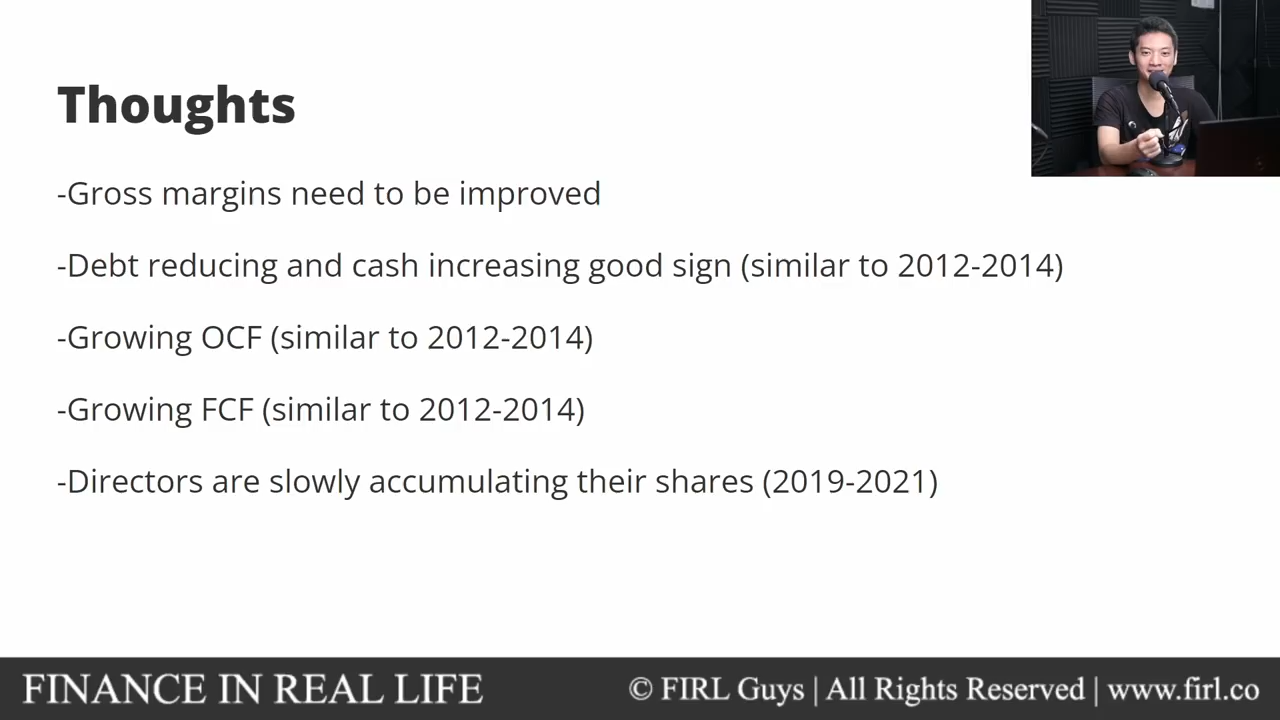 Thoughts
-Gross margins need to be improved
-Debt reducing and cash increasing good sign (similar to 2012-2014)
-Growing OCF (similar to 2012-2014)
-Growing FCF (similar to 2012-2014)
-Directors are slowly accumulating their shares (2019-2021)
FINANCE IN REAL LIFE
© FIRL Guys | All Rights Reserved | www.firl.co